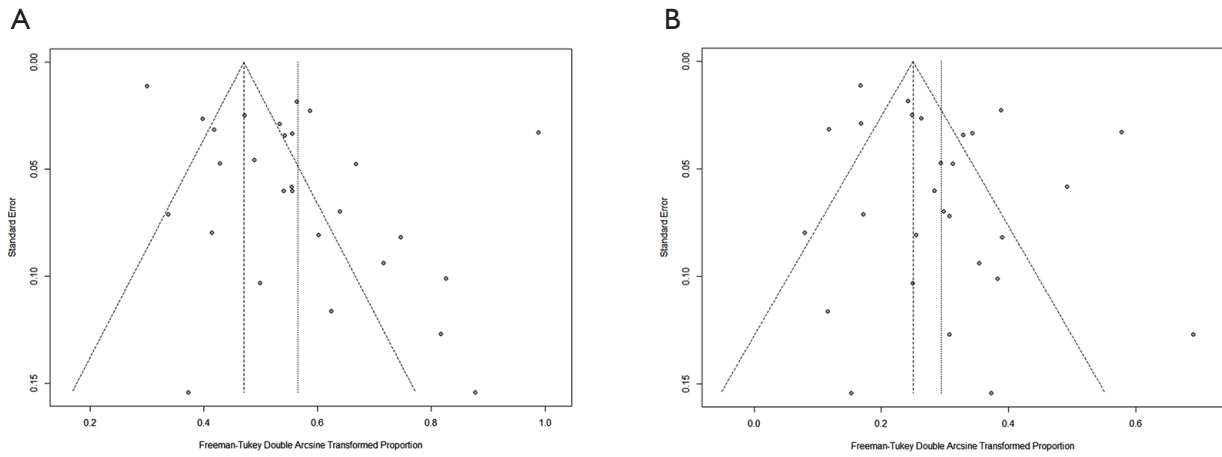 A
B
0.00
0.05
0.10
0.15
Standard Error
0.2
0.4
0.6
0.8
1.0
Freeman-Tukey Double Arcsine Transformed Proportion
0.00
0.05
0.10
0.15
Standard Error
0.0
0.2
0.4
0.6
Freeman-Tukey Double Arcsine Transformed Proportion